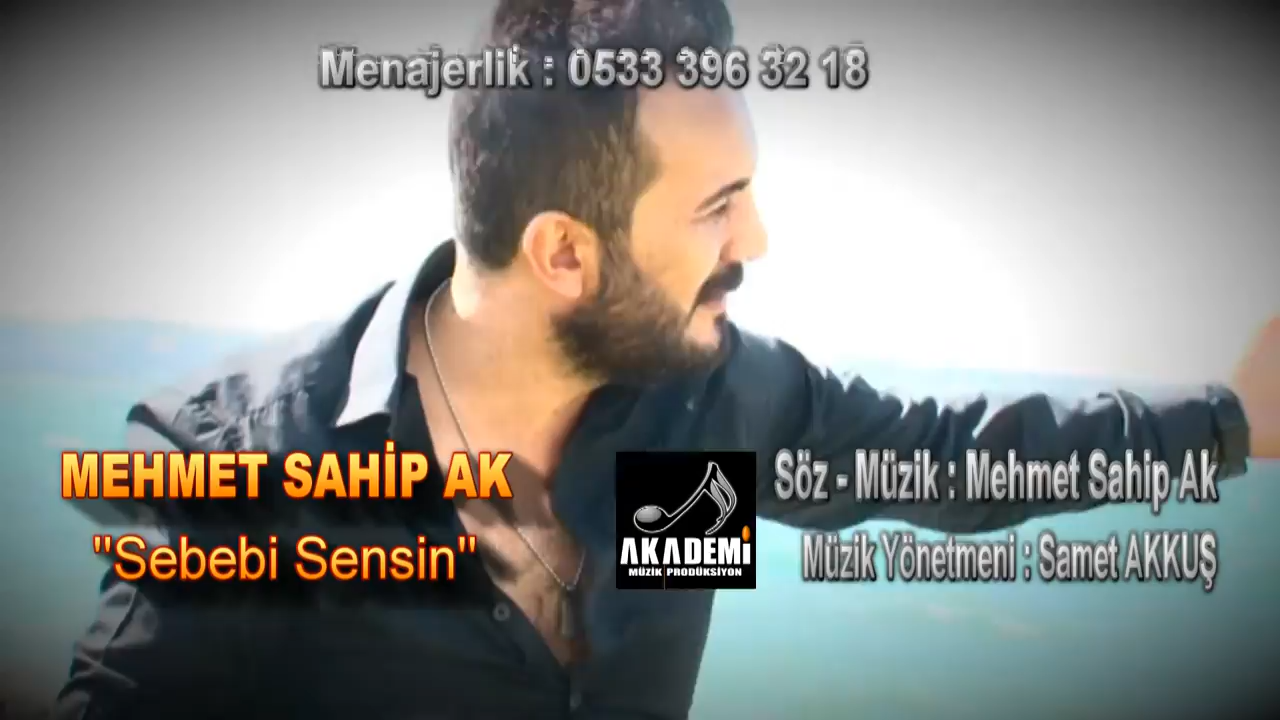 Menajerlik : 0533 396 32 18
MEHMET SAHİP AK
"Sebebi Sensin"
AKADEMİ
MÜZİK PRODÜKSİYON
Söz - Müzik : Mehmet Sahip Ak
Müzik Yönetmeni : Samet AKKUŞ